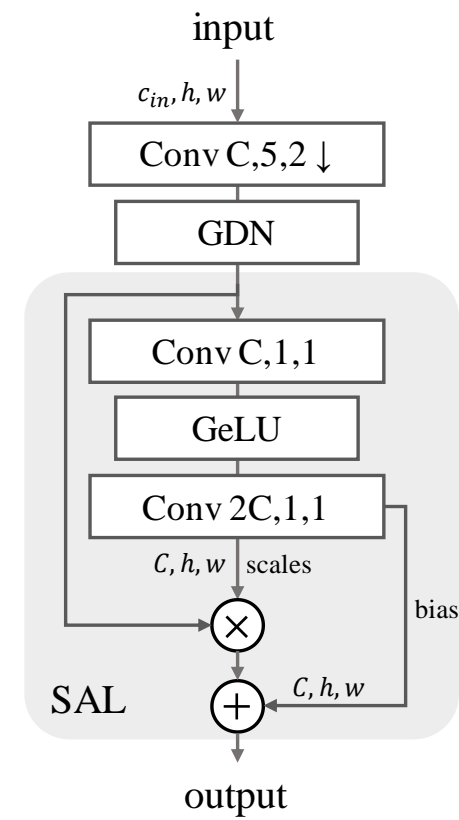 input
c_in, h, w
Conv C,5,2 ↓
GDN
Conv C,1,1
GeLU
Conv 2C,1,1
C, h, w scales
×
bias
C, h, w
+
SAL
output